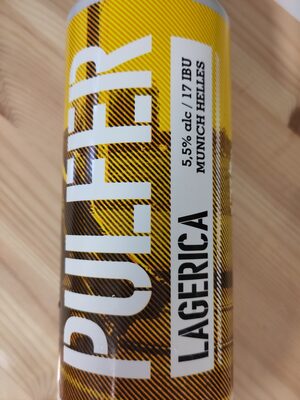 PULFER
LAGERICA
5,5% alc / 17 IBU
MUNICH HELLES